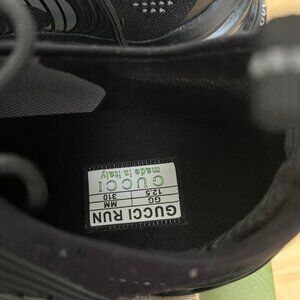 GUCCI RUN
GG MM
12.5 310
GUCCI
made in Italy